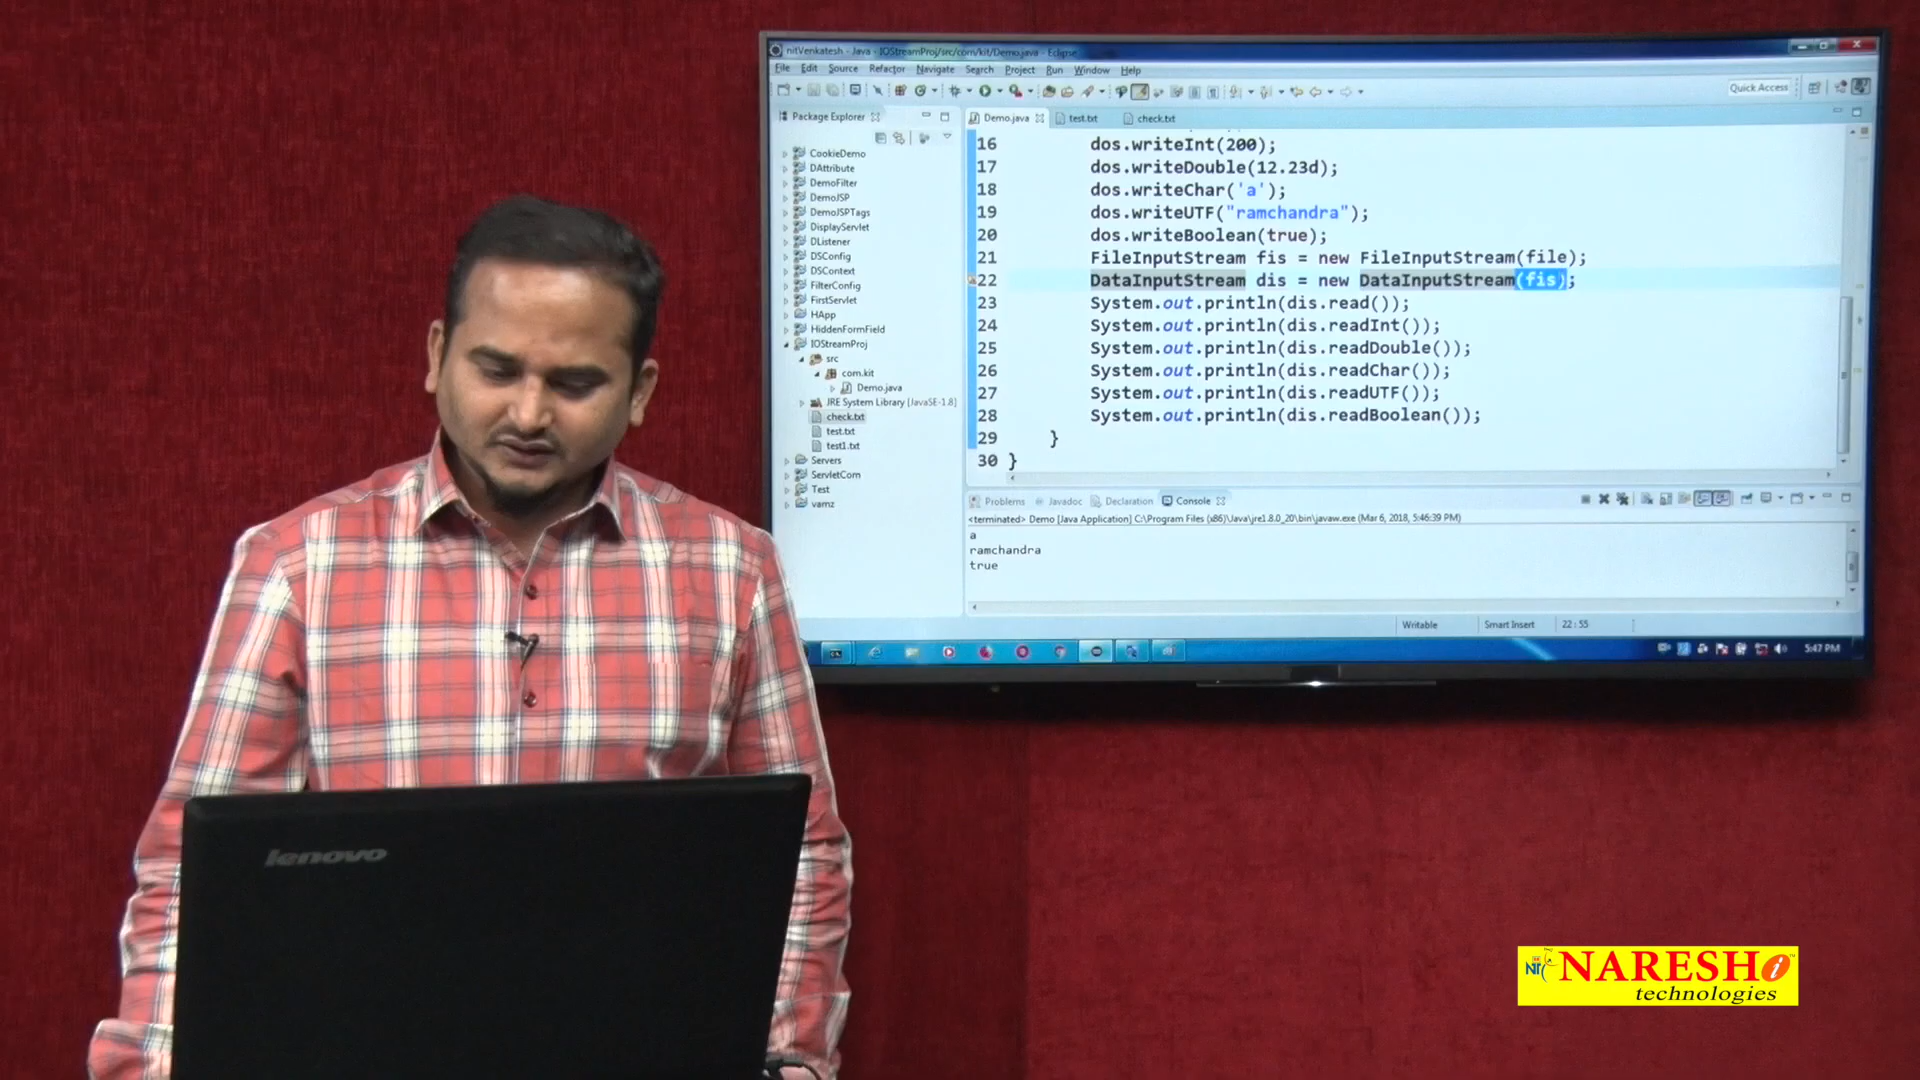 nitVenkatesh - Java - IOStreamProj/src/com/kit/Demo.java - Eclipse
File Edit Source Refactor Navigate Search Project Run Window Help
Quick Access
Package Explorer
CookieDemo
DAttribute
DemoFilter
DemoJSP
DemoJSPTags
DisplayServlet
DListener
DSConfig
DSContext
FilterConfig
FirstServlet
HApp
HiddenFormField
IOStreamProj
src
com.kit
Demo.java
JRE System Library [JavaSE-1.8]
check.txt
test.txt
test1.txt
Servers
ServletCom
Test
vamz
Demo.java test.txt check.txt
16 dos.writeInt(200);
17 dos.writeDouble(12.23d);
18 dos.writeChar('a');
19 dos.writeUTF("ramchandra");
20 dos.writeBoolean(true);
21 FileInputStream fis = new FileInputStream(file);
22 DataInputStream dis = new DataInputStream(fis);
23 System.out.println(dis.read());
24 System.out.println(dis.readInt());
25 System.out.println(dis.readDouble());
26 System.out.println(dis.readChar());
27 System.out.println(dis.readUTF());
28 System.out.println(dis.readBoolean());
29 }
30 }
Problems Javadoc Declaration Console
<terminated> Demo [Java Application] C:\Program Files (x86)\Java\jre1.8.0_20\bin\javaw.exe (Mar 6, 2018, 5:46:39 PM)
a
ramchandra
true
Writable Smart Insert 22 : 55
5:47 PM
lenovo
NARESH i
technologies